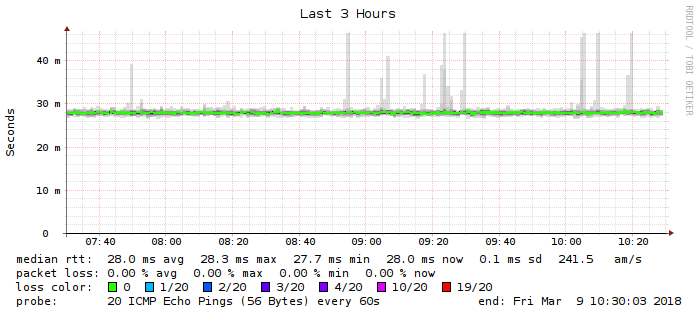 Last 3 Hours
RRDTOOL / TOBI OETIKER
Seconds
40 m
30 m
20 m
10 m
0
07:40 08:00 08:20 08:40 09:00 09:20 09:40 10:00 10:20
median rtt: 28.0 ms avg 28.3 ms max 27.7 ms min 28.0 ms now 0.1 ms sd 241.5 am/s
packet loss: 0.00 % avg 0.00 % max 0.00 % min 0.00 % now
loss color: 0 1/20 2/20 3/20 4/20 10/20 19/20
probe: 20 ICMP Echo Pings (56 Bytes) every 60s end: Fri Mar 9 10:30:03 2018